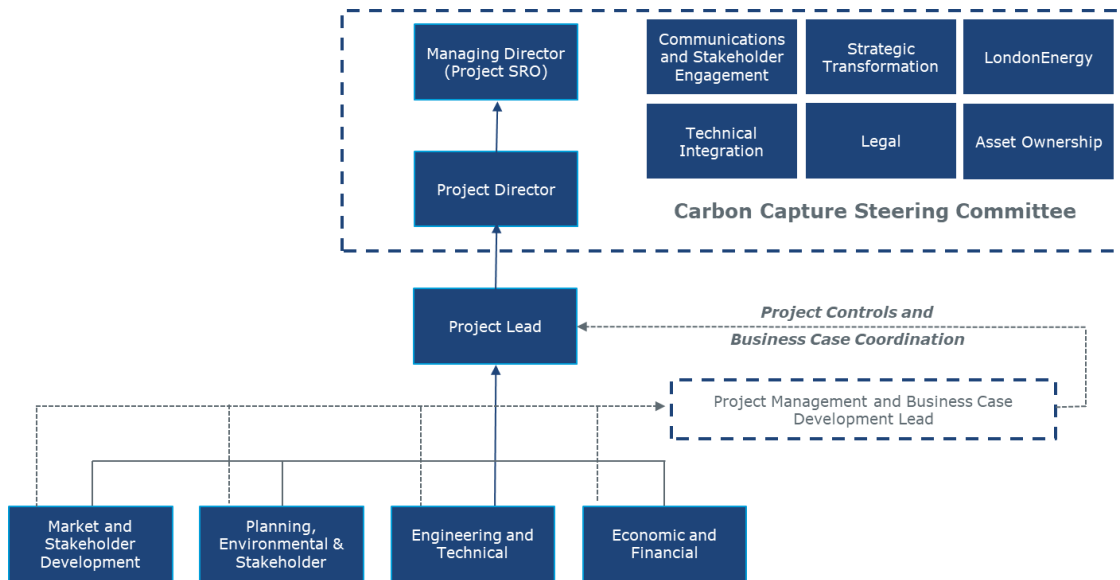 Managing Director
(Project SRO)
Communications
and Stakeholder
Engagement
Strategic
Transformation
LondonEnergy
Technical
Integration
Legal
Asset Ownership
Project Director
Carbon Capture Steering Committee
Project Lead
Project Controls and
Business Case Coordination
Project Management and Business Case
Development Lead
Market and
Stakeholder
Development
Planning,
Environmental &
Stakeholder
Engineering and
Technical
Economic and
Financial